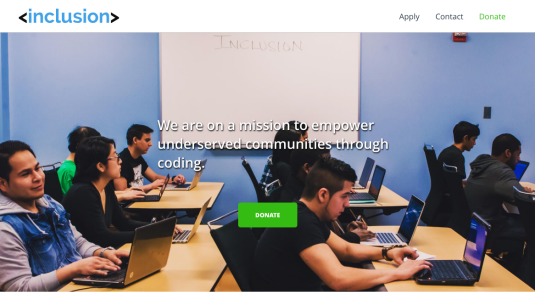 <inclusion>
Apply Contact Donate
INCLUSION
We are on a mission to empower
underserved communities through
coding.
DONATE